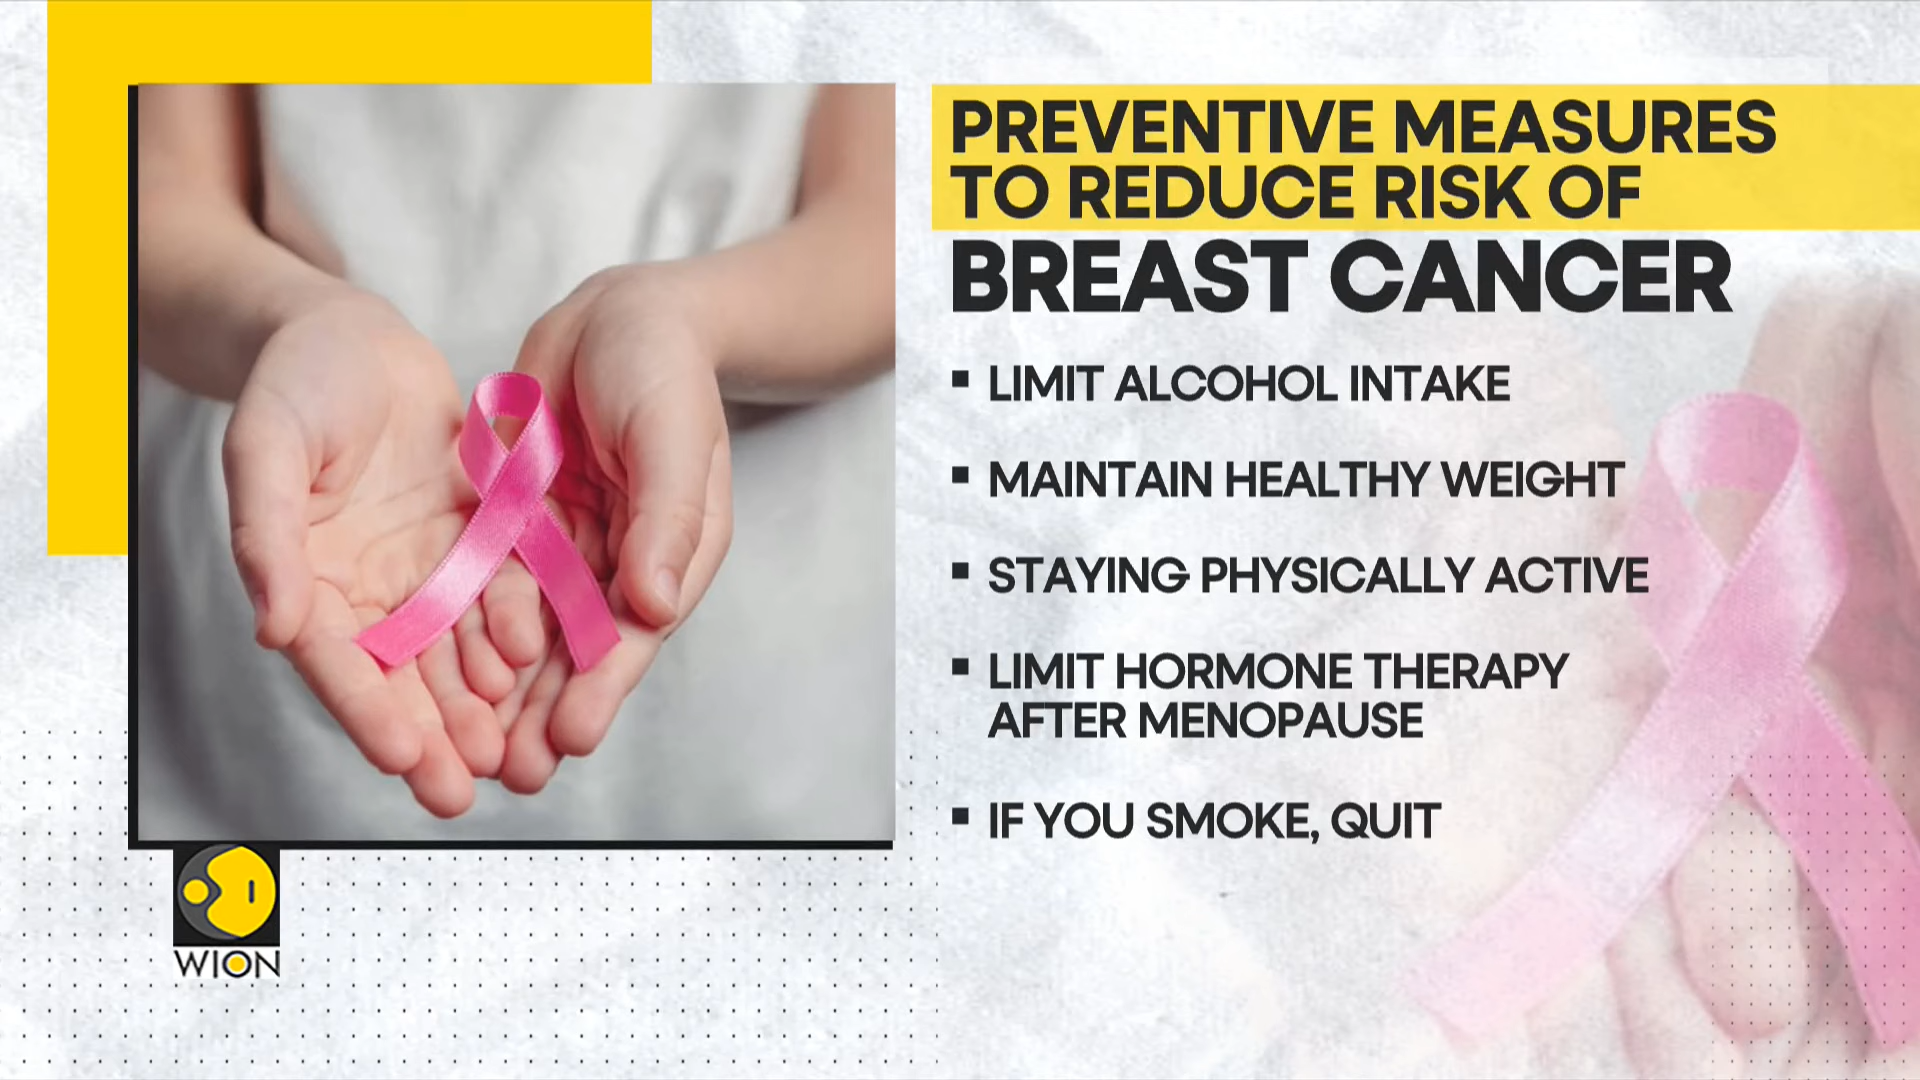 PREVENTIVE MEASURES
TO REDUCE RISK OF
BREAST CANCER
▪ LIMIT ALCOHOL INTAKE
▪ MAINTAIN HEALTHY WEIGHT
▪ STAYING PHYSICALLY ACTIVE
▪ LIMIT HORMONE THERAPY
AFTER MENOPAUSE
▪ IF YOU SMOKE, QUIT
WION